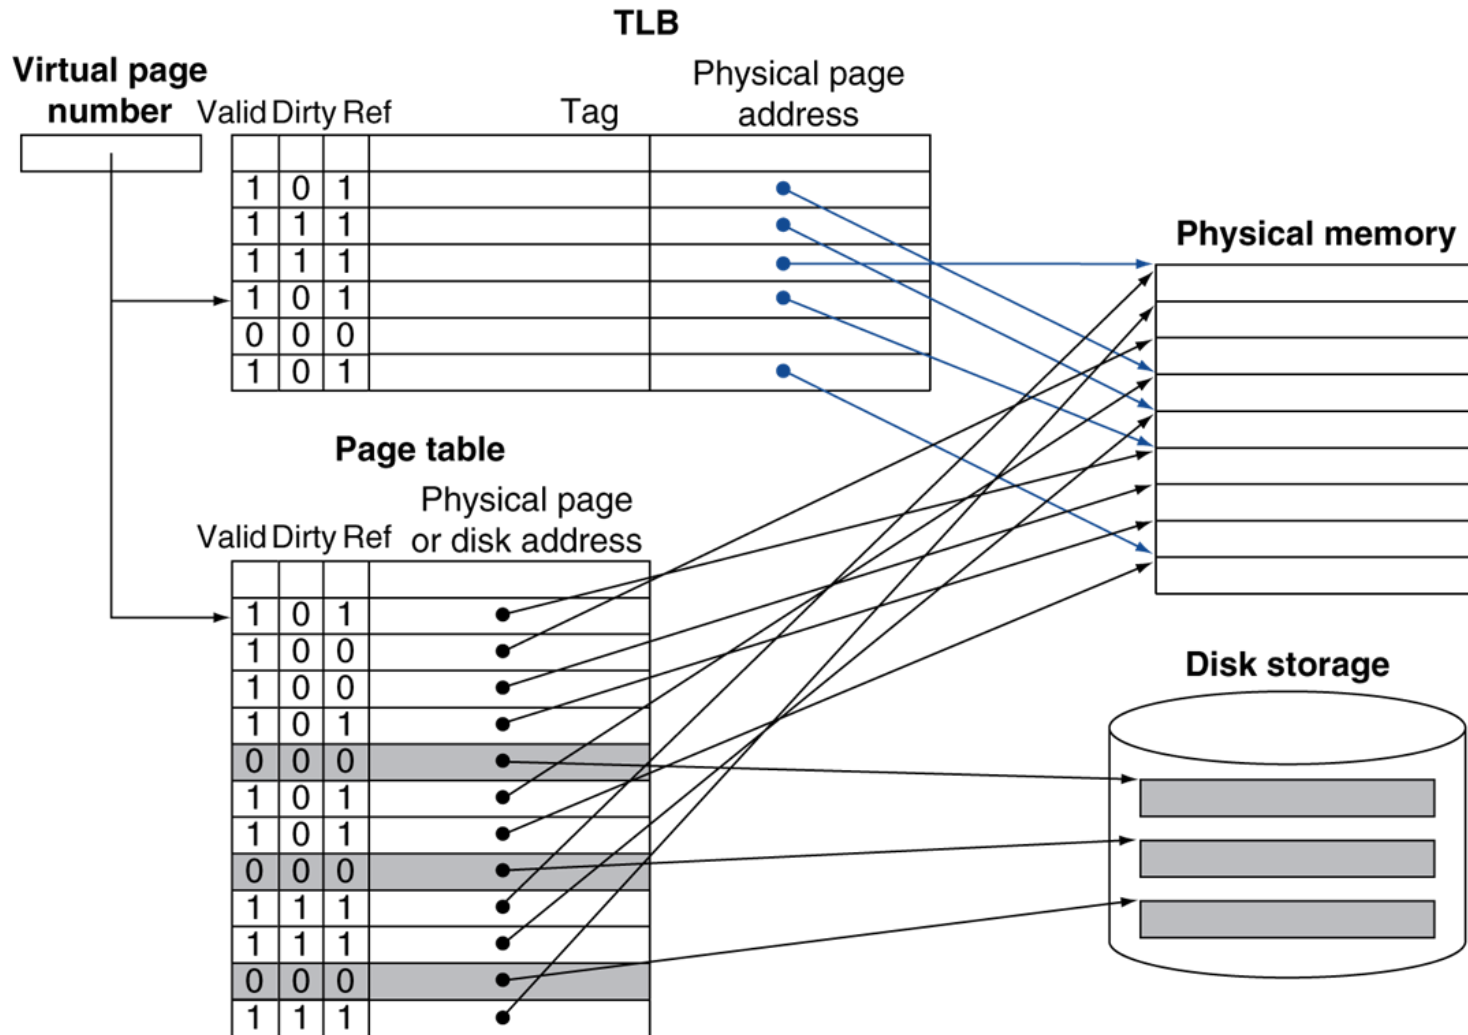 TLB
Virtual page
number
Valid Dirty Ref
Tag
Physical page
address
1 0 1
1 1 1
1 1 1
1 0 1
0 0 0
1 0 1
Physical memory
Page table
Physical page
or disk address
Valid Dirty Ref
1 0 1
1 0 0
1 0 0
1 0 1
0 0 0
1 0 1
1 0 1
0 0 0
1 1 1
1 1 1
0 0 0
1 1 1
Disk storage